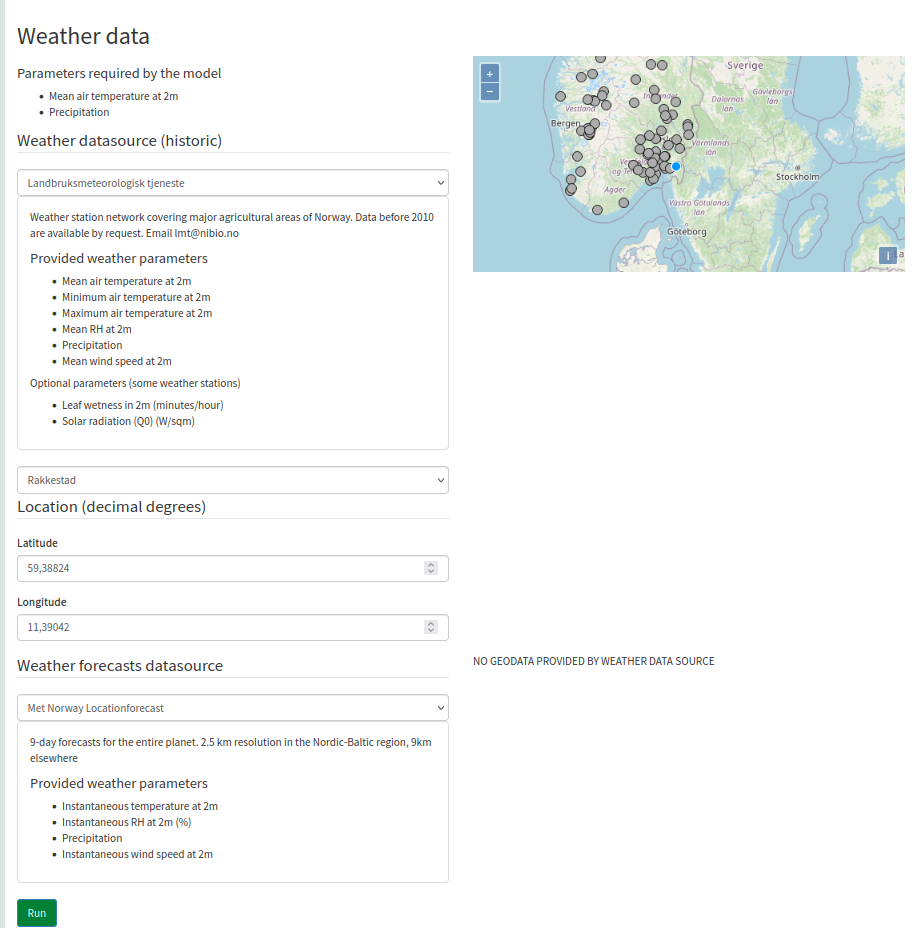 Weather data
Parameters required by the model
Mean air temperature at 2m
Precipitation
Weather datasource (historic)
Landbruksmeteorologisk tjeneste
Weather station network covering major agricultural areas of Norway. Data before 2010
are available by request. Email lmt@nibio.no
Provided weather parameters
Mean air temperature at 2m
Minimum air temperature at 2m
Maximum air temperature at 2m
Mean RH at 2m
Precipitation
Mean wind speed at 2m
Optional parameters (some weather stations)
Leaf wetness in 2m (minutes/hour)
Solar radiation (Q0) (W/sqm)
Rakkestad
Location (decimal degrees)
Latitude
59,38824
Longitude
11,39042
Weather forecasts datasource
Met Norway Locationforecast
9-day forecasts for the entire planet. 2.5 km resolution in the Nordic-Baltic region, 9km
elsewhere
Provided weather parameters
Instantaneous temperature at 2m
Instantaneous RH at 2m (%)
Precipitation
Instantaneous wind speed at 2m
Run
+
−
Sverige
Gävleborgs
län
Dalarnas
län
Vestland
Bergen
Värmlands
län
Stockholm
Agder
Västra Götalands
län
Göteborg
i
NO GEODATA PROVIDED BY WEATHER DATA SOURCE